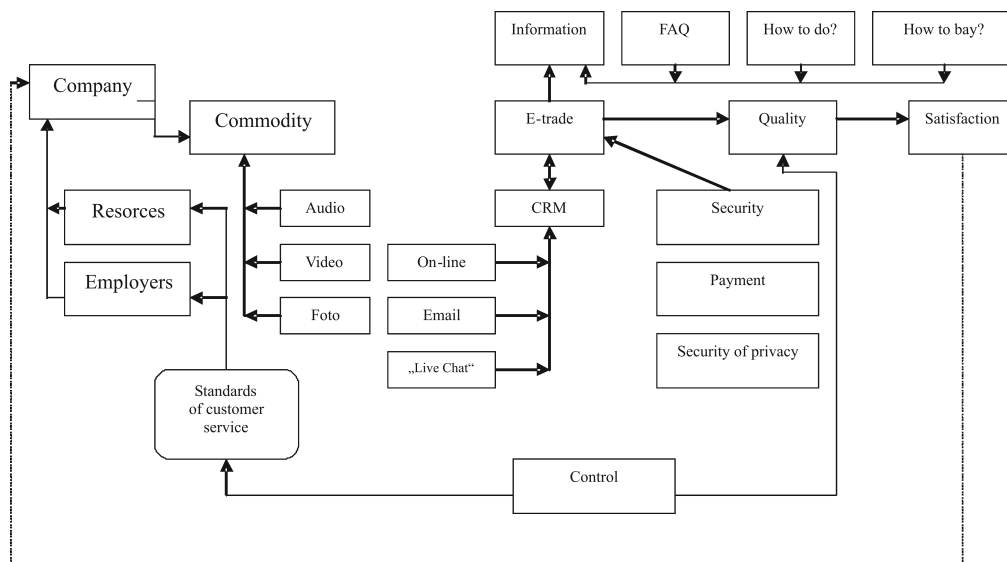 Information
FAQ
How to do?
How to bay?
Company
Commodity
E-trade
Quality
Satisfaction
Resorces
Audio
CRM
Security
Employers
Video
On-line
Payment
Foto
Email
Security of privacy
„Live Chat“
Standards
of customer
service
Control